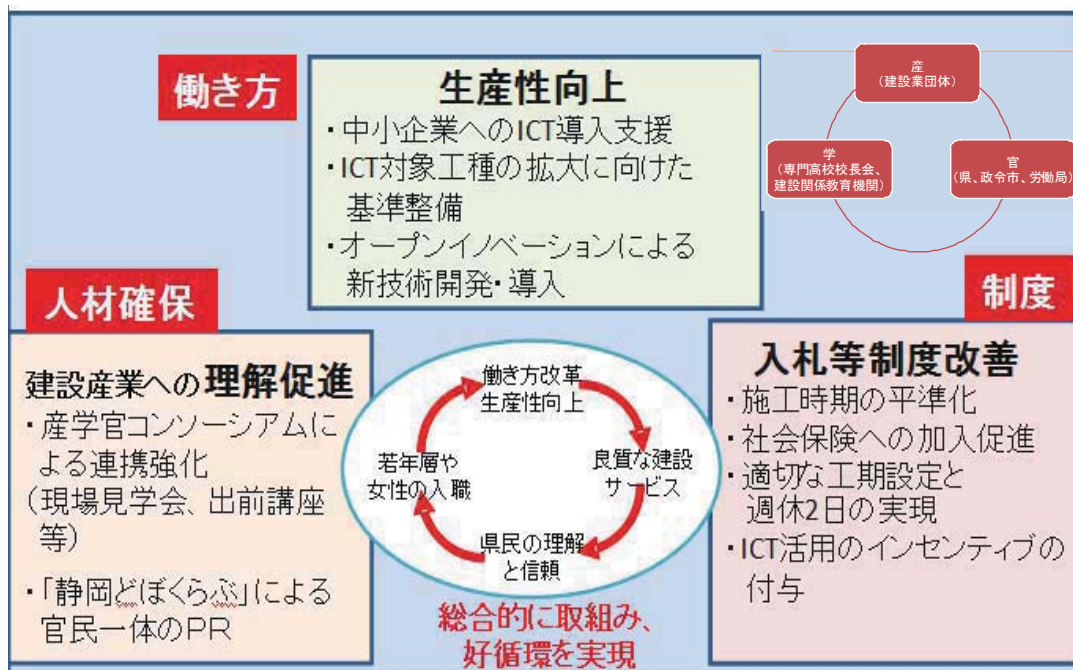 働き方
生産性向上
・中小企業へのICT導入支援
・ICT対象工種の拡大に向けた
基準整備
・オープンイノベーションによる
新技術開発・導入
産
(建設業団体)
学
(専門高校校長会、
建設関係教育機関)
官
(県、政令市、労働局)
人材確保
建設産業への理解促進
・産学官コンソーシアムに
よる連携強化
(現場見学会、出前講座
等)
・「静岡どぼくらぶ」による
官民一体のPR
働き方改革
生産性向上
良質な建設
サービス
県民の理解
と信頼
若年層や
女性の入職
総合的に取組み、
好循環を実現
制度
入札等制度改善
・施工時期の平準化
・社会保険への加入促進
・適切な工期設定と
週休2日の実現
・ICT活用のインセンティブの
付与